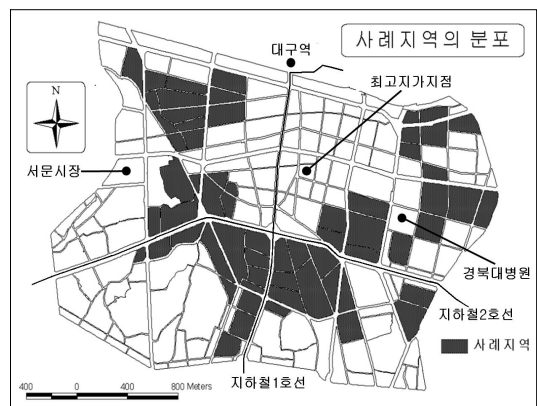 사례지역의 분포
대구역
최고지가지점
N
서문시장
경북대병원
지하철2호선
사례지역
지하철1호선
400 0 400 800 Meters